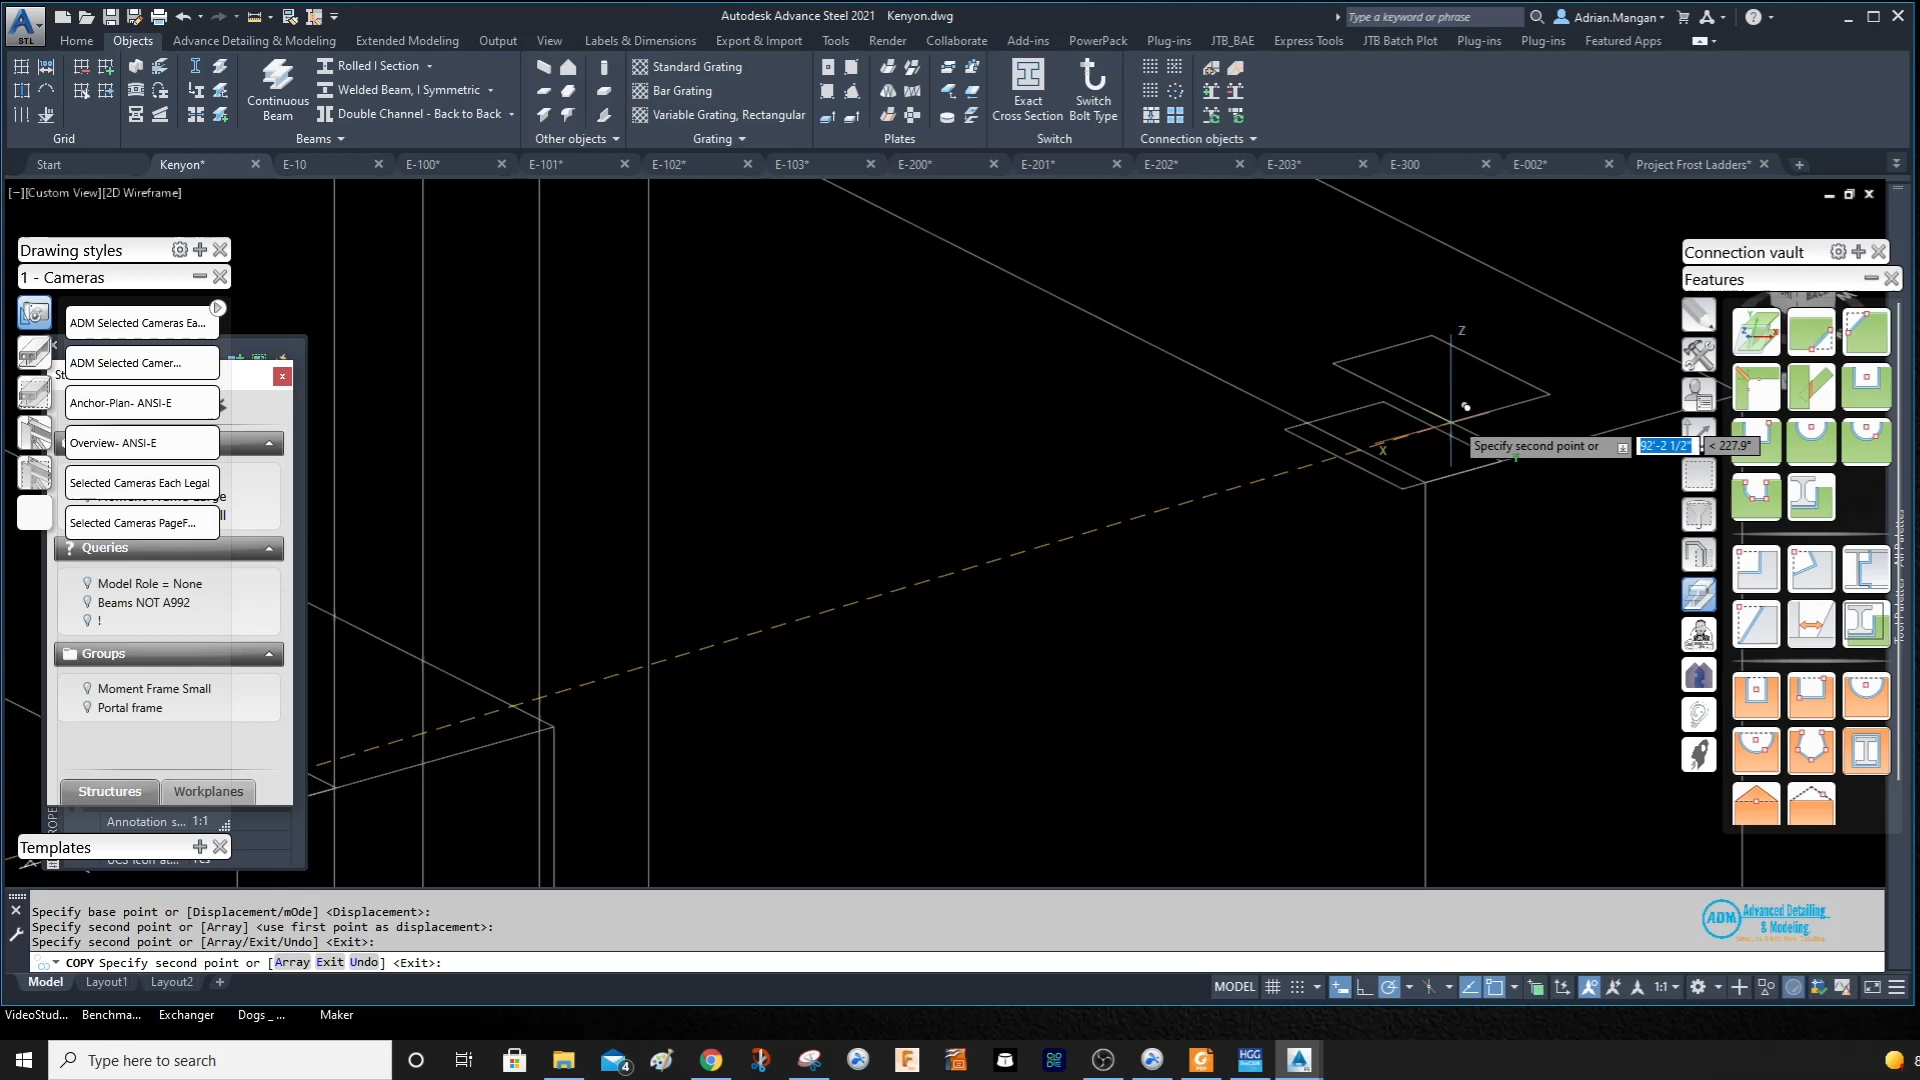 Autodesk Advance Steel 2021 Kenyon.dwg
Type a keyword or phrase
Adrian.Mangan
STL
Home Objects Advance Detailing & Modeling Extended Modeling Output View Labels & Dimensions Export & Import Tools Render Collaborate Add-ins PowerPack Plug-ins JTB_BAE Express Tools JTB Batch Plot Plug-ins Plug-ins Featured Apps
Rolled I Section
Welded Beam, I Symmetric
Double Channel - Back to Back
Continuous
Beam
Standard Grating
Bar Grating
Variable Grating, Rectangular
Exact
Cross Section
Switch
Bolt Type
Grid Beams Other objects Grating Plates Switch Connection objects
Start Kenyon* E-10 E-100* E-101* E-102* E-103* E-200* E-201* E-202* E-203* E-300 E-002* Project Frost Ladders*
[−][Custom View][2D Wireframe]
Drawing styles
1 - Cameras
ADM Selected Cameras Ea...
ADM Selected Camer...
Anchor-Plan- ANSI-E
Overview- ANSI-E
Selected Cameras Each Legal
Selected Cameras PageF...
Queries
Model Role = None
Beams NOT A992
!
Groups
Moment Frame Small
Portal frame
Structures Workplanes
Annotation s... 1:1
Templates
Z
X
Specify second point or 92'-2 1/2" < 227.9°
Connection vault
Features
Specify base point or [Displacement/mOde] <Displacement>:
Specify second point or [Array] <use first point as displacement>:
Specify second point or [Array/Exit/Undo] <Exit>:
COPY Specify second point or [Array Exit Undo] <Exit>:
ADM Advanced Detailing
& Modeling.
Model Layout1 Layout2
MODEL 1:1
VideoStud... Benchma... Exchanger Dogs _ ... Maker
Type here to search
4
HGG